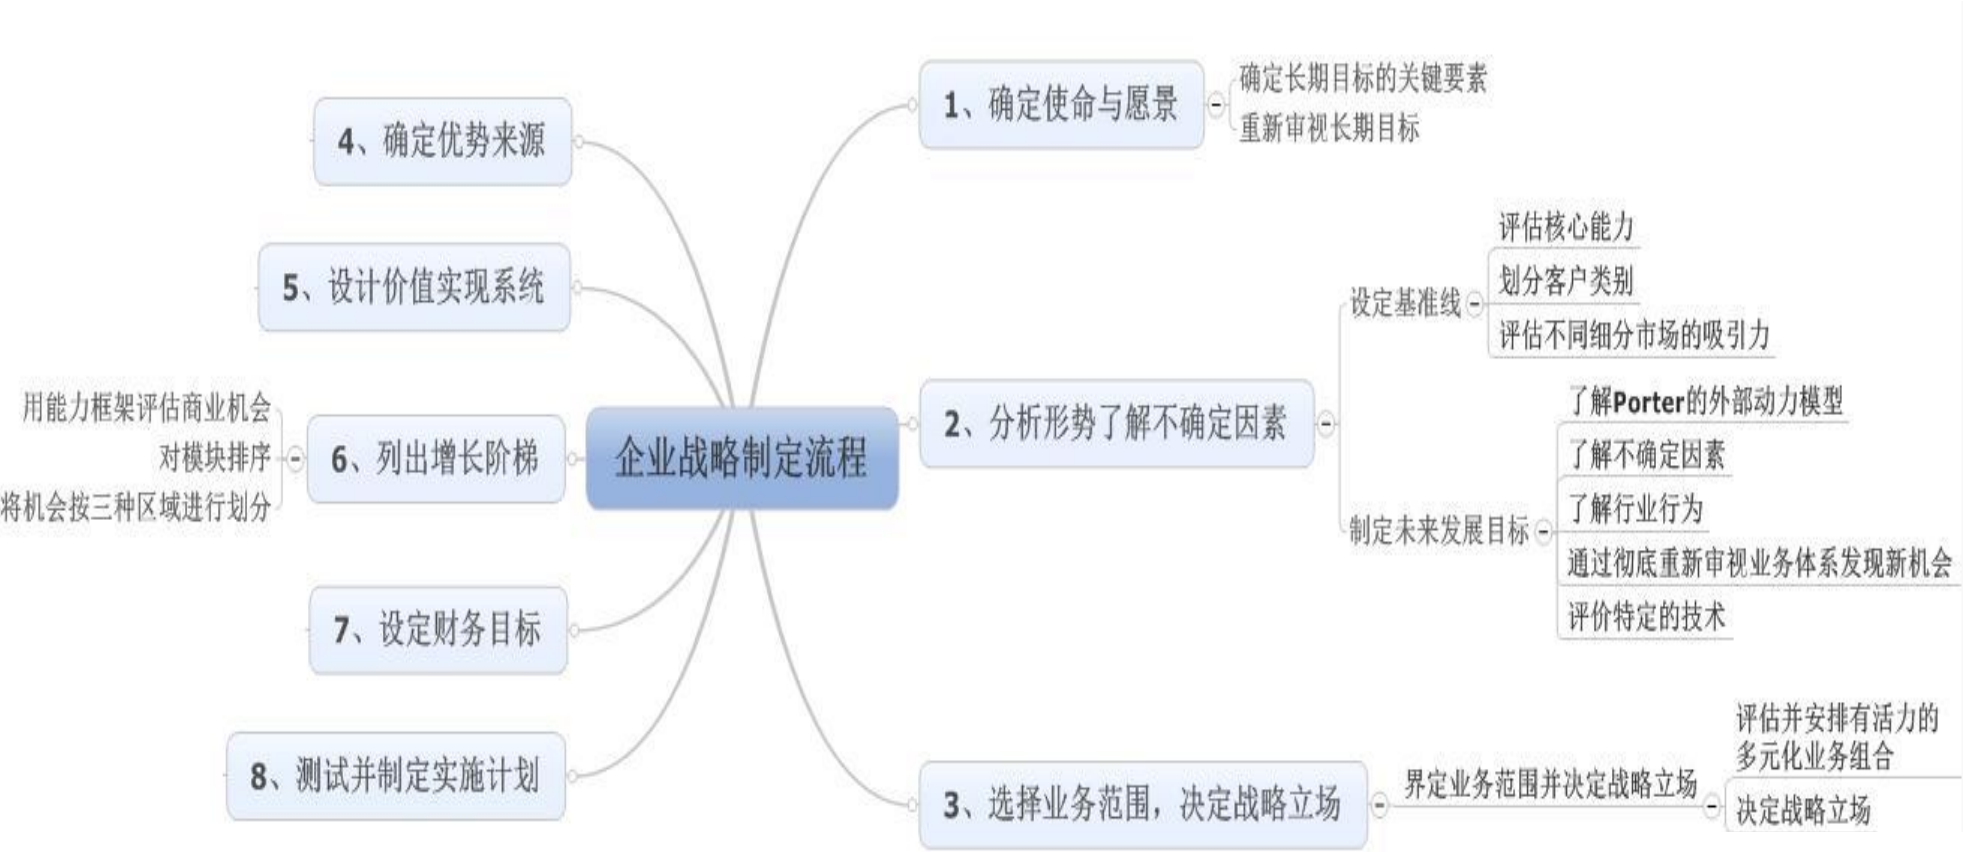 企业战略制定流程
1、确定使命与愿景
确定长期目标的关键要素
重新审视长期目标
2、分析形势了解不确定因素
设定基准线
评估核心能力
划分客户类别
评估不同细分市场的吸引力
制定未来发展目标
了解Porter的外部动力模型
了解不确定因素
了解行业行为
通过彻底重新审视业务体系发现新机会
评价特定的技术
3、选择业务范围，决定战略立场
界定业务范围并决定战略立场
评估并安排有活力的
多元化业务组合
决定战略立场
4、确定优势来源
5、设计价值实现系统
6、列出增长阶梯
用能力框架评估商业机会
对模块排序
将机会按三种区域进行划分
7、设定财务目标
8、测试并制定实施计划